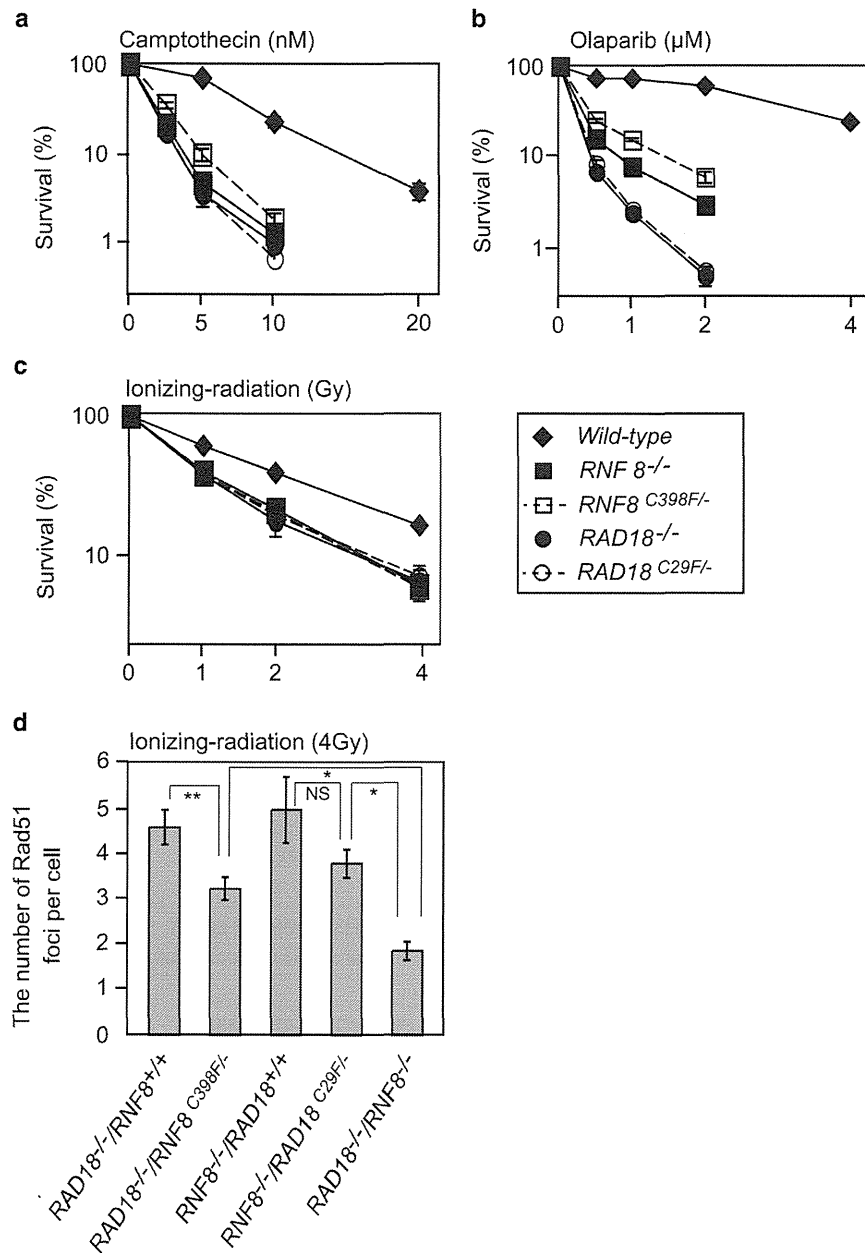 a
Camptothecin (nM)
100
10
1
Survival (%)
0 5 10 20
b
Olaparib (µM)
100
10
1
Survival (%)
0 1 2 4
c
Ionizing-radiation (Gy)
100
10
Survival (%)
0 1 2 4
Wild-type
RNF 8-/-
RNF8 C398F/-
RAD18-/-
RAD18 C29F/-
d
Ionizing-radiation (4Gy)
6
5
4
3
2
1
0
The number of Rad51
foci per cell
**
NS
*
*
RAD18-/-/RNF8+/+
RAD18-/-/RNF8 C398F/-
RNF8-/-/RAD18+/+
RNF8-/-/RAD18 C29F/-
RAD18-/-/RNF8-/-